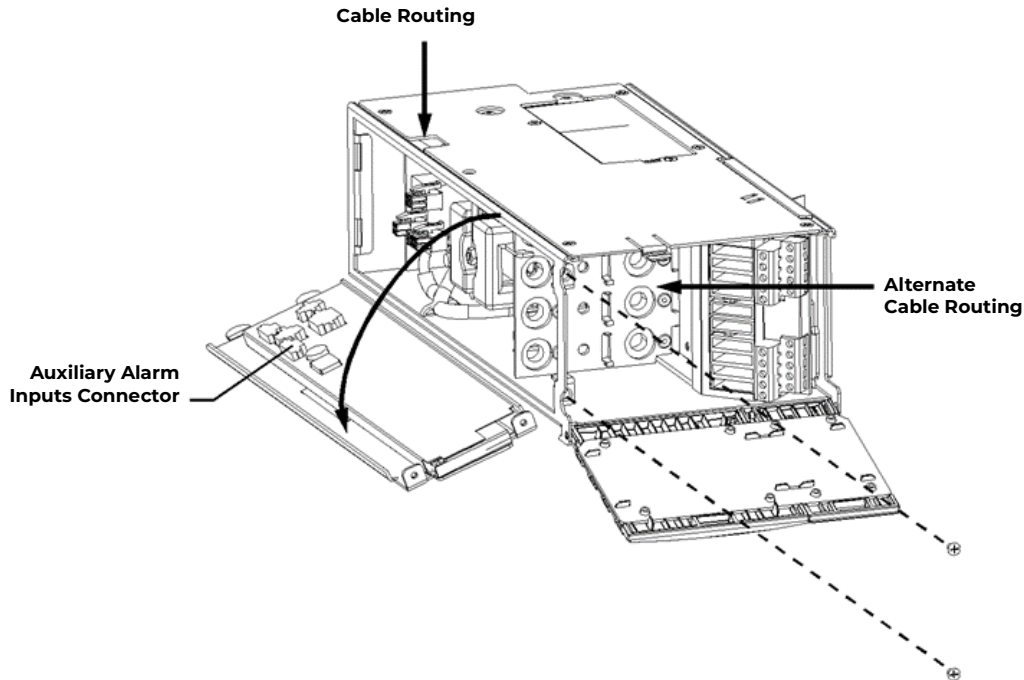 Cable Routing
Alternate
Cable Routing
Auxiliary Alarm
Inputs Connector